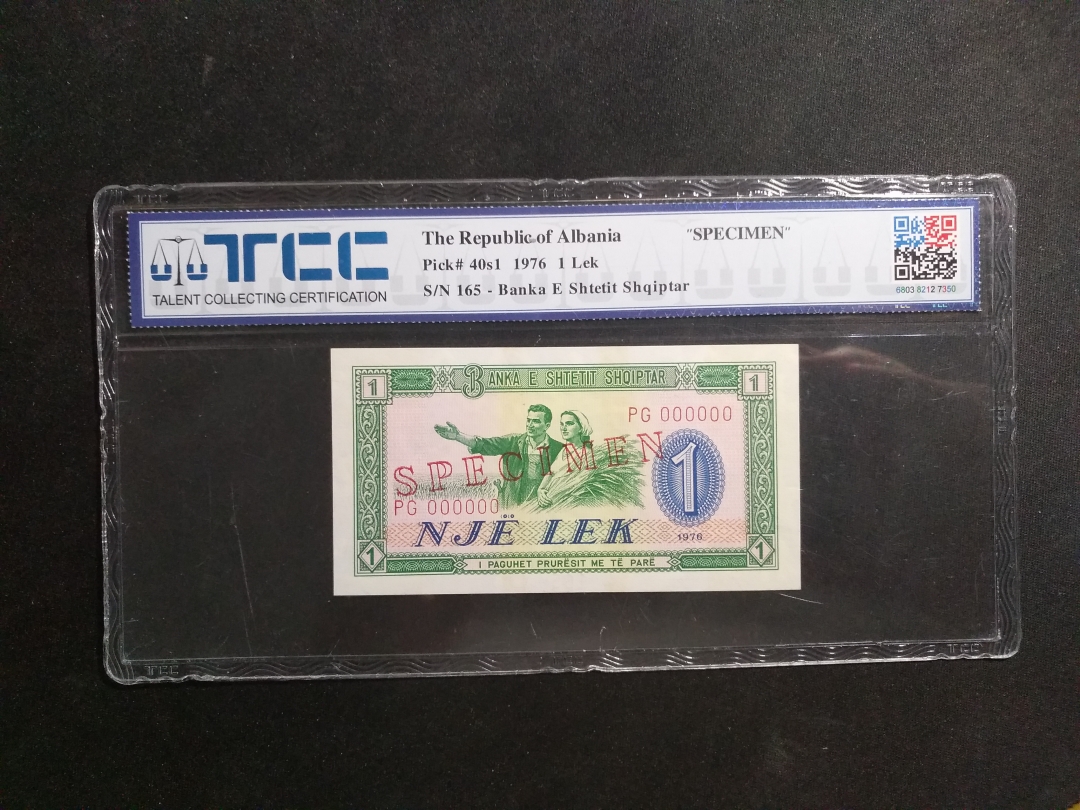 TCC
TALENT COLLECTING CERTIFICATION
The Republic of Albania "SPECIMEN"
Pick# 40s1 1976 1 Lek
S/N 165 - Banka E Shtetit Shqiptar
6803 8212 7350
1 BANKA E SHTETIT SHQIPTAR 1
PG 000000
SPECIMEN
1
PG 000000
NJË LEK
1976
1 I PAGUHET PRURËSIT ME TË PARË 1
TCC
TCC